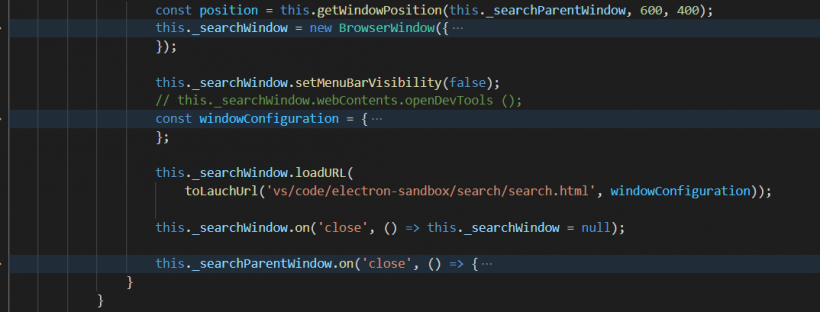 const position = this.getWindowPosition(this._searchParentWindow, 600, 400);
this._searchWindow = new BrowserWindow({ ···
});
this._searchWindow.setMenuBarVisibility(false);
// this._searchWindow.webContents.openDevTools ();
const windowConfiguration = { ···
};
this._searchWindow.loadURL(
toLauchUrl('vs/code/electron-sandbox/search/search.html', windowConfiguration));
this._searchWindow.on('close', () => this._searchWindow = null);
this._searchParentWindow.on('close', () => { ···
}
}